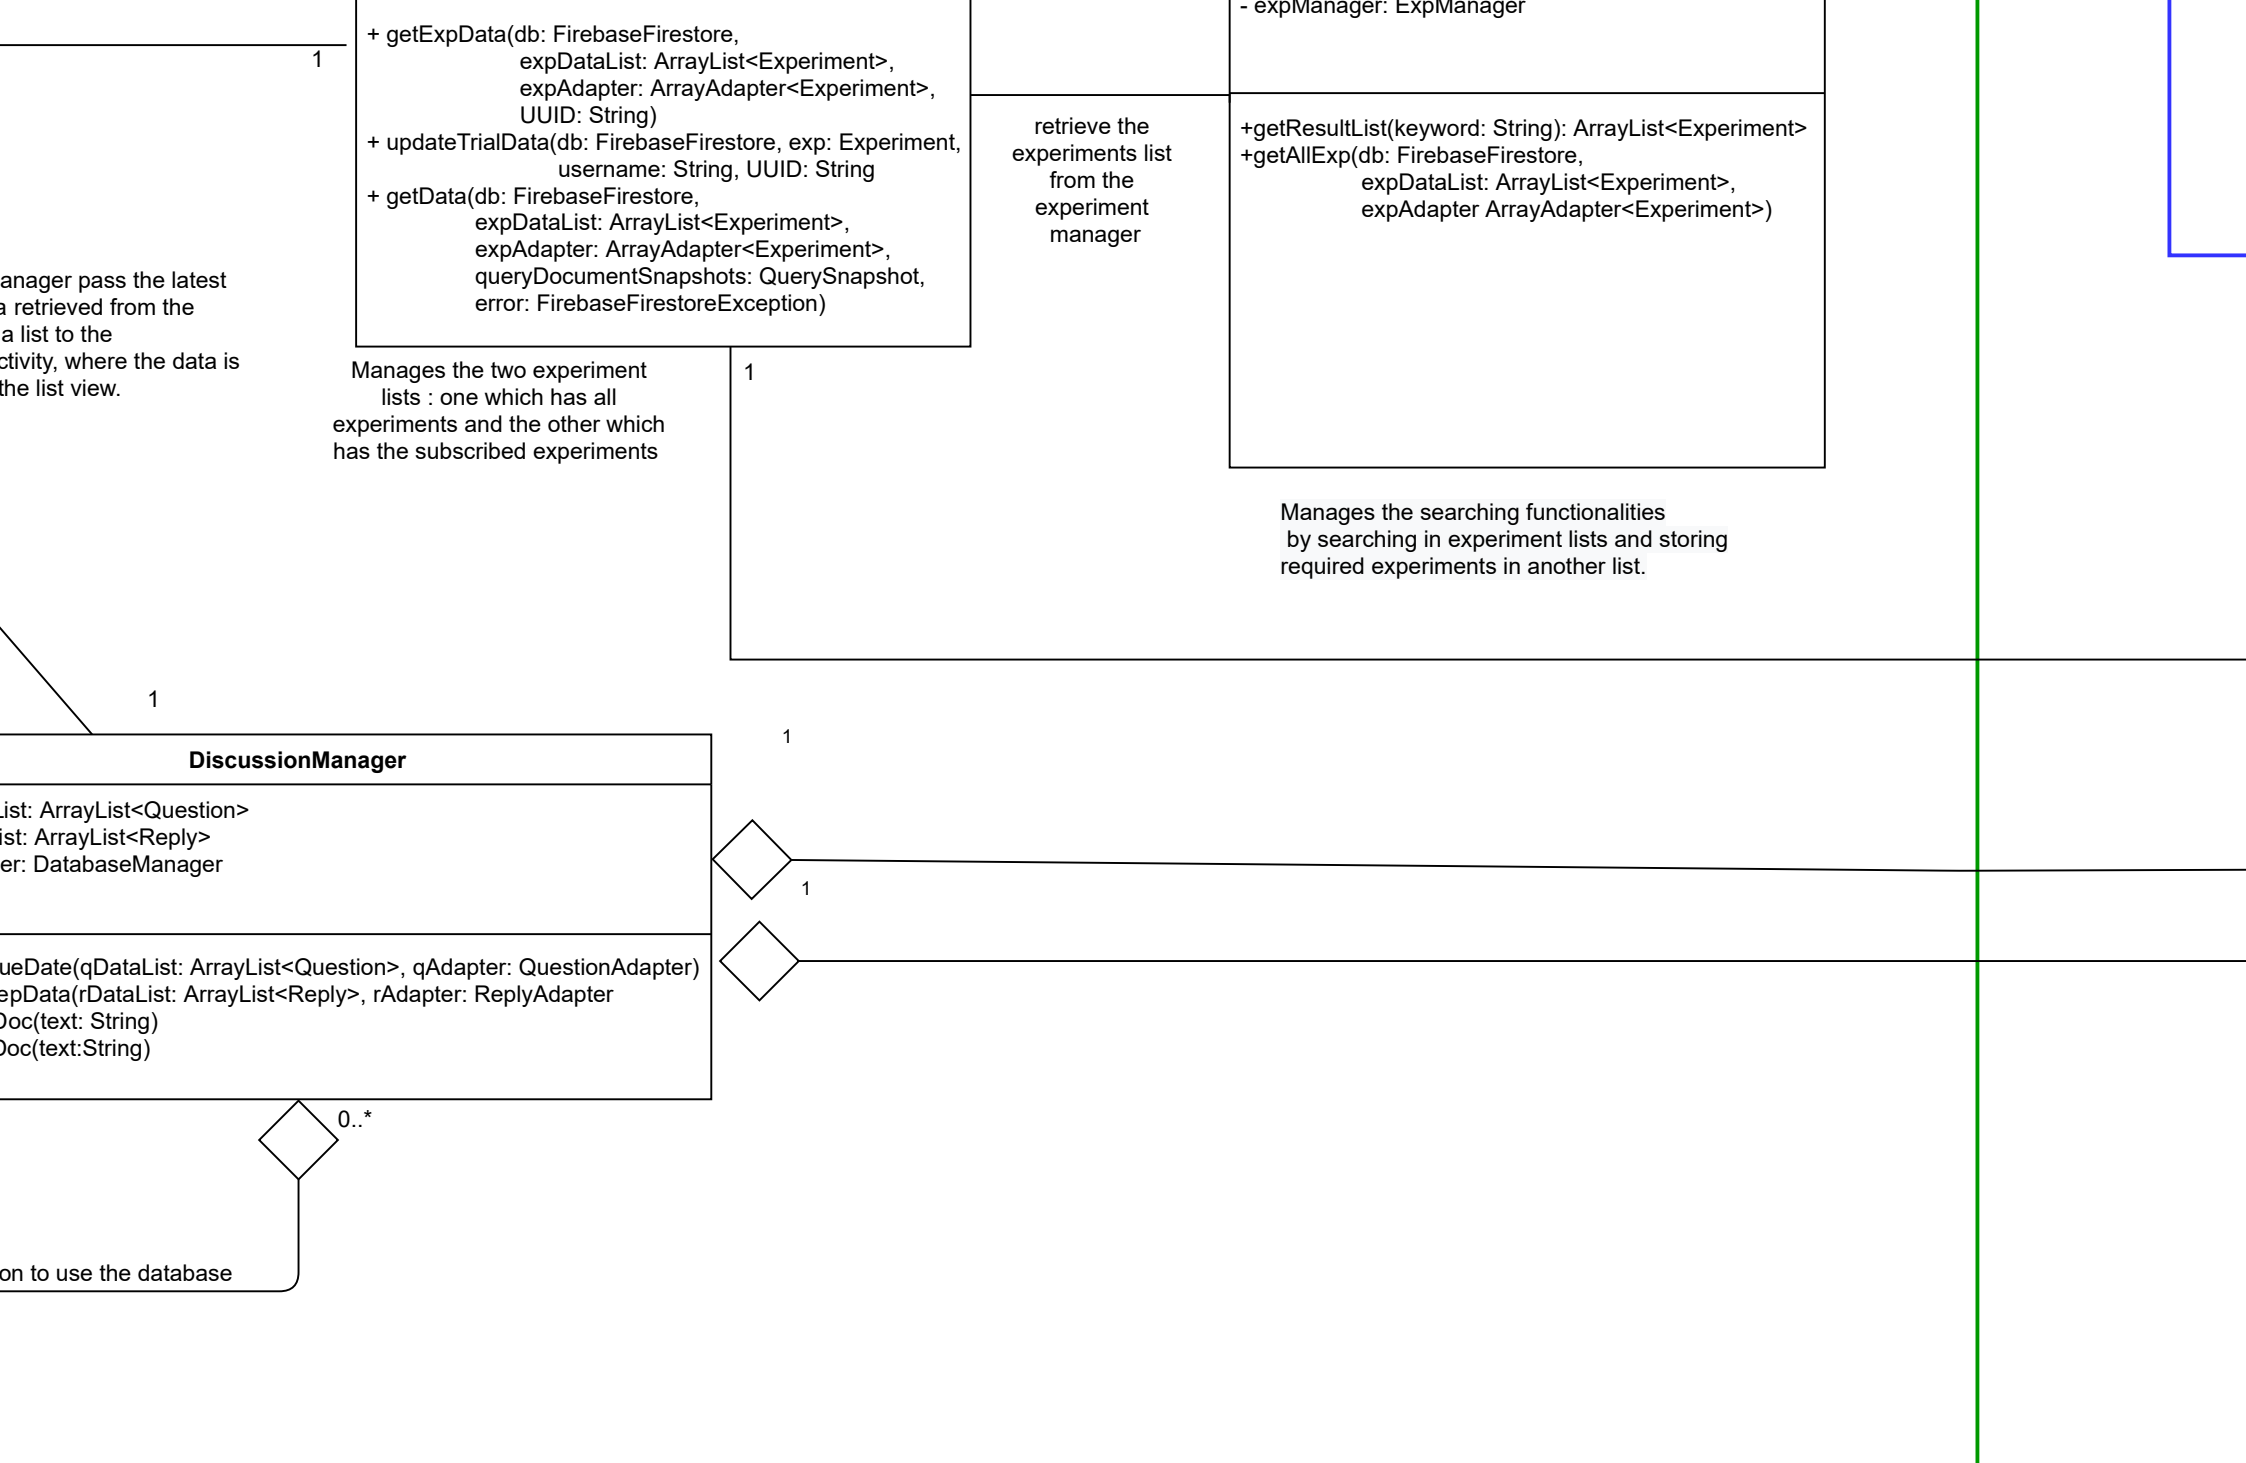 - expManager: ExpManager
+ getExpData(db: FirebaseFirestore,
expDataList: ArrayList<Experiment>,
expAdapter: ArrayAdapter<Experiment>,
UUID: String)
+ updateTrialData(db: FirebaseFirestore, exp: Experiment,
username: String, UUID: String
+ getData(db: FirebaseFirestore,
expDataList: ArrayList<Experiment>,
expAdapter: ArrayAdapter<Experiment>,
queryDocumentSnapshots: QuerySnapshot,
error: FirebaseFirestoreException)
1
retrieve the
experiments list
from the
experiment
manager
+getResultList(keyword: String): ArrayList<Experiment>
+getAllExp(db: FirebaseFirestore,
expDataList: ArrayList<Experiment>,
expAdapter ArrayAdapter<Experiment>)
anager pass the latest
a retrieved from the
a list to the
ctivity, where the data is
the list view.
Manages the two experiment
lists : one which has all
experiments and the other which
has the subscribed experiments
1
Manages the searching functionalities
by searching in experiment lists and storing
required experiments in another list.
1
1
DiscussionManager
List: ArrayList<Question>
ist: ArrayList<Reply>
er: DatabaseManager
1
ueDate(qDataList: ArrayList<Question>, qAdapter: QuestionAdapter)
epData(rDataList: ArrayList<Reply>, rAdapter: ReplyAdapter
Doc(text: String)
Doc(text:String)
0..*
on to use the database